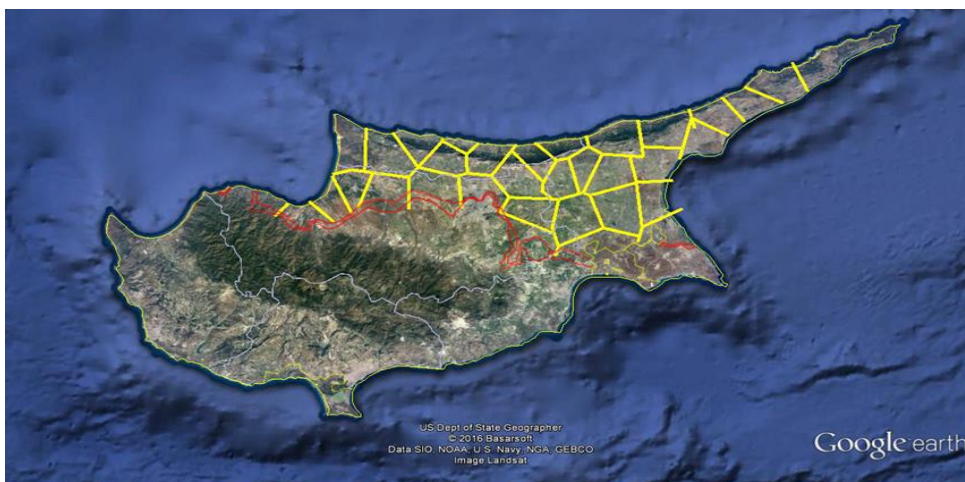 US Dept of State Geographer
© 2016 Basarsoft
Data SIO, NOAA, U.S. Navy, NGA, GEBCO
Image Landsat
Google earth